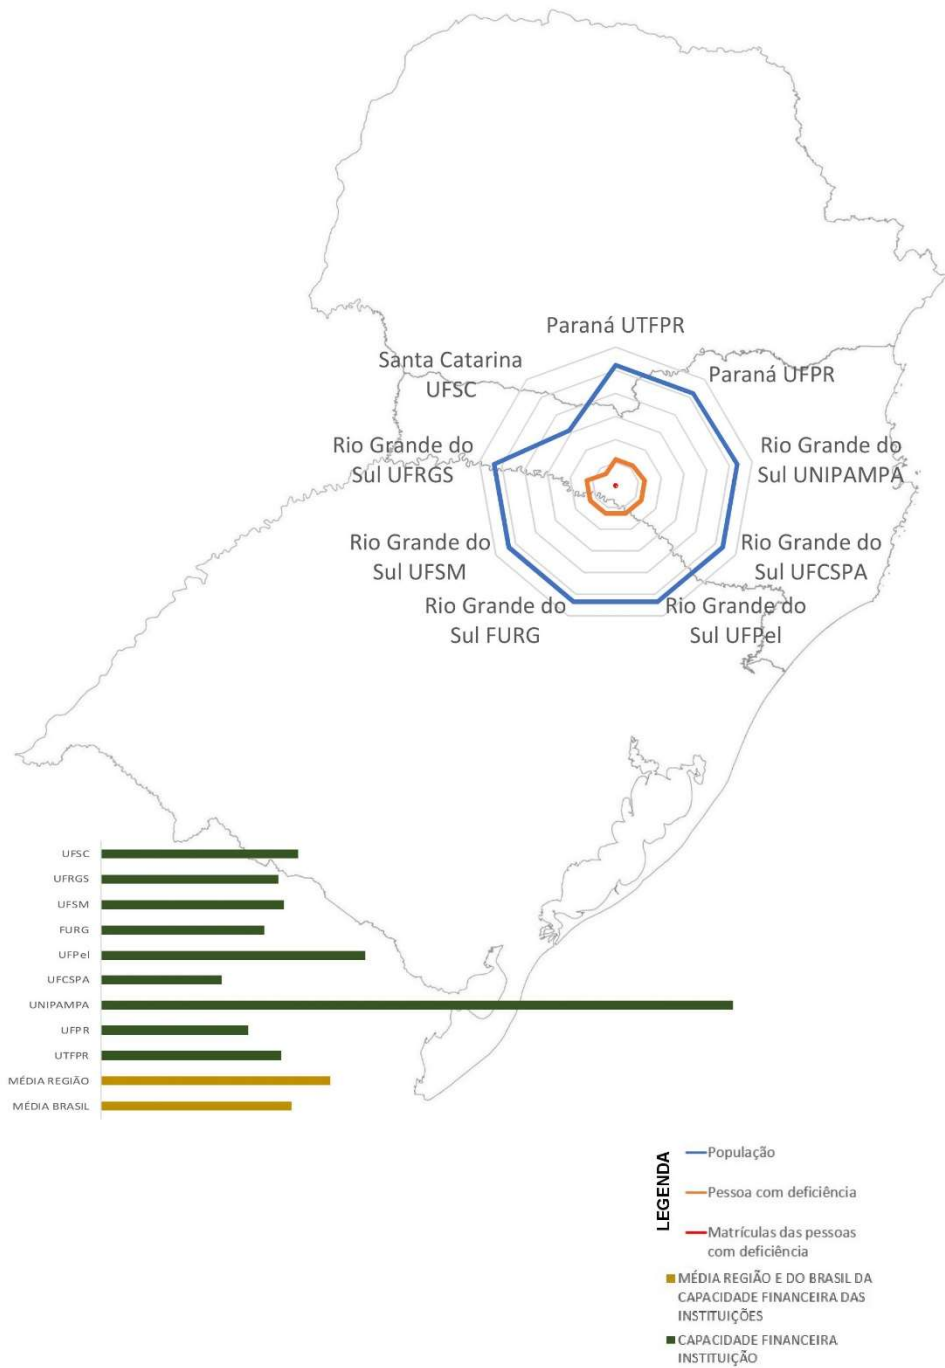 Paraná UTFPR
Santa Catarina
UFSC
Paraná UFPR
Rio Grande do
Sul UFRGS
Rio Grande do
Sul UNIPAMPA
Rio Grande do
Sul UFSM
Rio Grande do
Sul UFCSPA
Rio Grande do
Sul FURG
Rio Grande do
Sul UFPel
UFSC
UFRGS
UFSM
FURG
UFPel
UFCSPA
UNIPAMPA
UFPR
UTFPR
MÉDIA REGIÃO
MÉDIA BRASIL
LEGENDA
População
Pessoa com deficiência
Matrículas das pessoas
com deficiência
MÉDIA REGIÃO E DO BRASIL DA
CAPACIDADE FINANCEIRA DAS
INSTITUIÇÕES
CAPACIDADE FINANCEIRA
INSTITUIÇÃO